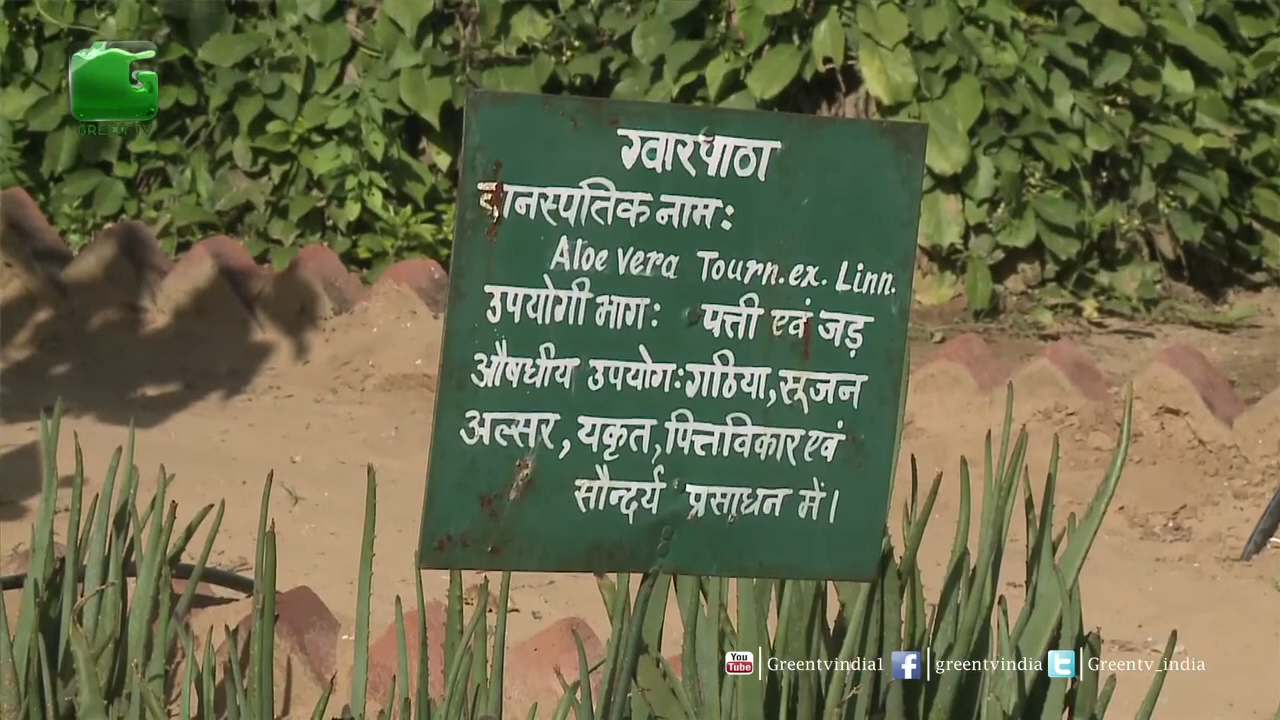 GREEN TV
ग्वारपाठा
वानस्पतिक नाम:
Aloe vera Tourn. ex. Linn.
उपयोगी भाग: पत्ती एवं जड़
औषधीय उपयोग: गठिया, सूजन
अल्सर, यकृत, पित्तविकार एवं
सौन्दर्य प्रसाधन में।
You Tube Greentvindia1 f greentvindia Greentv_india